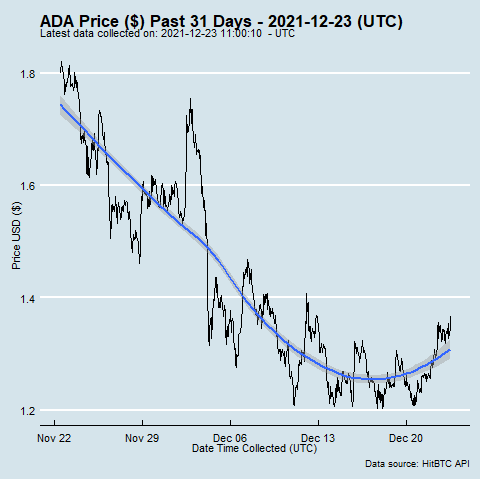 ADA Price ($) Past 31 Days - 2021-12-23 (UTC)
Latest data collected on: 2021-12-23 11:00:10 - UTC
1.8
1.6
1.4
1.2
Price USD ($)
Nov 22 Nov 29 Dec 06 Dec 13 Dec 20
Date Time Collected (UTC)
Data source: HitBTC API